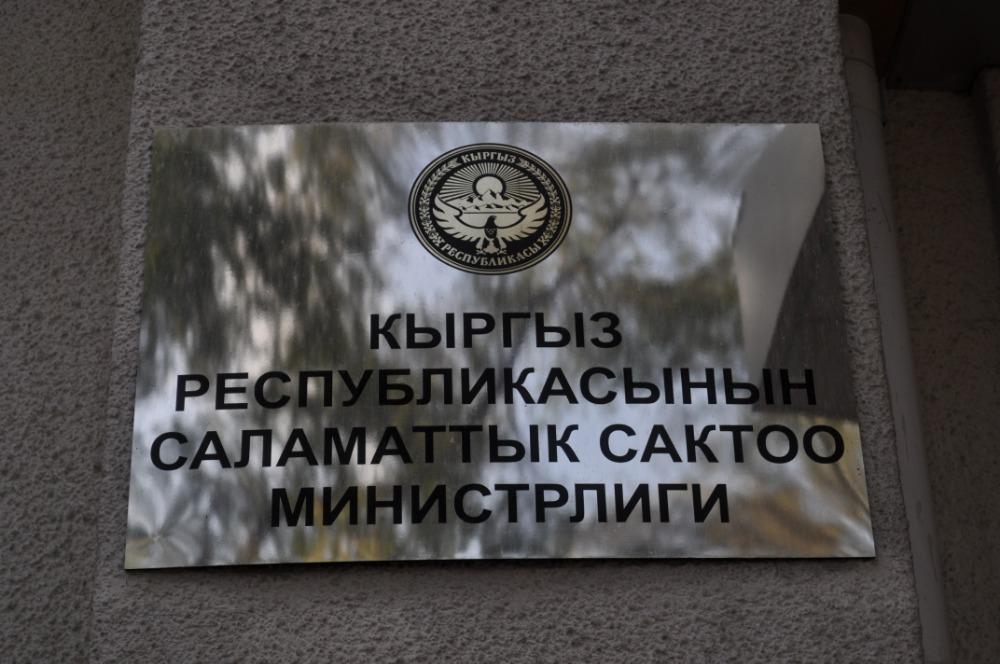 КЫРГЫЗ
РЕСПУБЛИКАСЫ
КЫРГЫЗ
РЕСПУБЛИКАСЫНЫН
САЛАМАТТЫК САКТОО
МИНИСТРЛИГИ